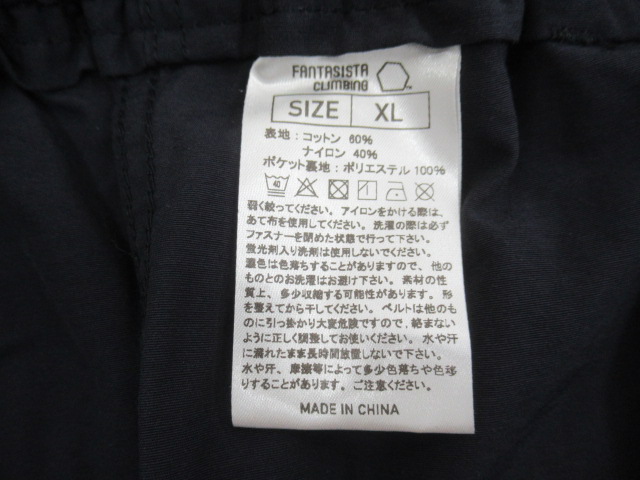 FANTASISTA
CLIMBING
SIZE XL
表地：コットン 60%
ナイロン 40%
ポケット裏地：ポリエステル 100%
40
弱く絞ってください。アイロンをかける際は、
あて布を使用してください。洗濯の際は必ず
ファスナーを閉めた状態で行って下さい。
蛍光剤入り洗剤は使用しないでください。
濃色は色落ちすることがありますので、他の
ものとのお洗濯はお避け下さい。素材の性
質上、多少収縮する可能性があります。形
を整えてから干してください。ベルトは他のも
のに引っ掛かり大変危険ですので、絡まない
ように正しく調整してお使いください。水や汗
に濡れたまま長時間放置しないで下さい。
水や汗、摩擦等によって多少色落ちや色移
りすることがあります。ご注意ください。
MADE IN CHINA